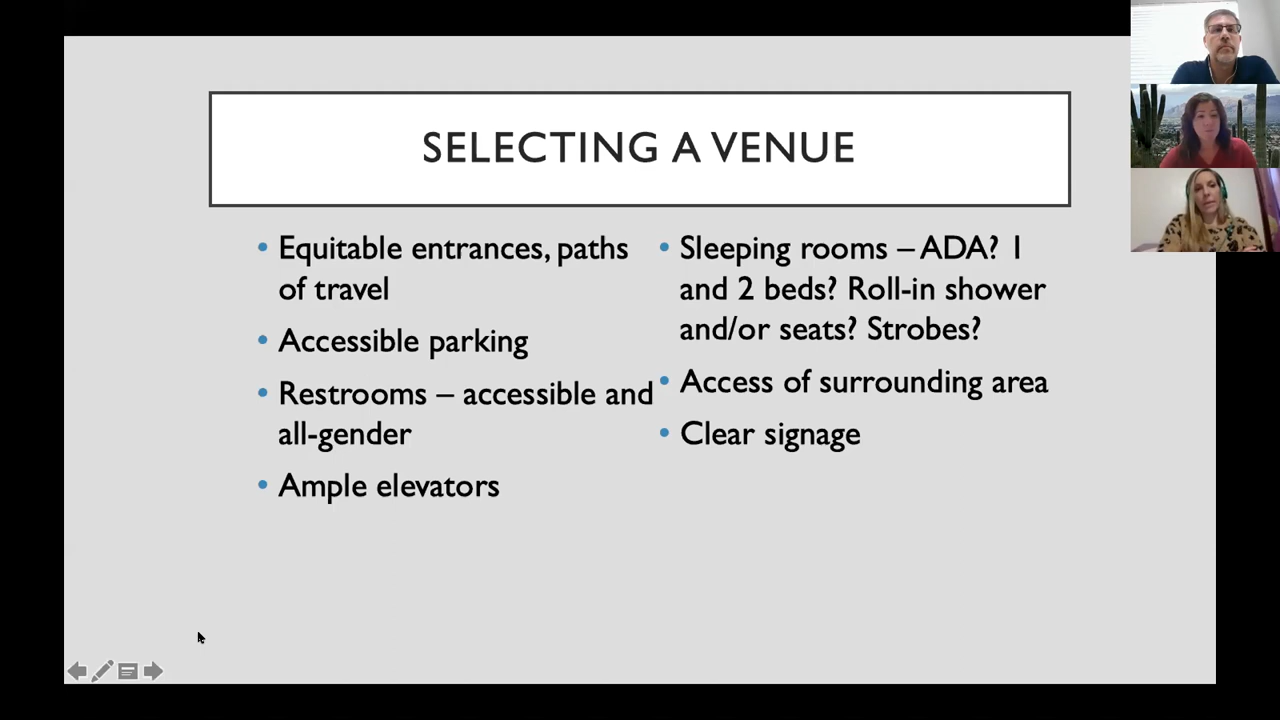 SELECTING A VENUE
• Equitable entrances, paths
of travel
• Accessible parking
• Restrooms – accessible and
all-gender
• Ample elevators
• Sleeping rooms – ADA? 1
and 2 beds? Roll-in shower
and/or seats? Strobes?
• Access of surrounding area
• Clear signage